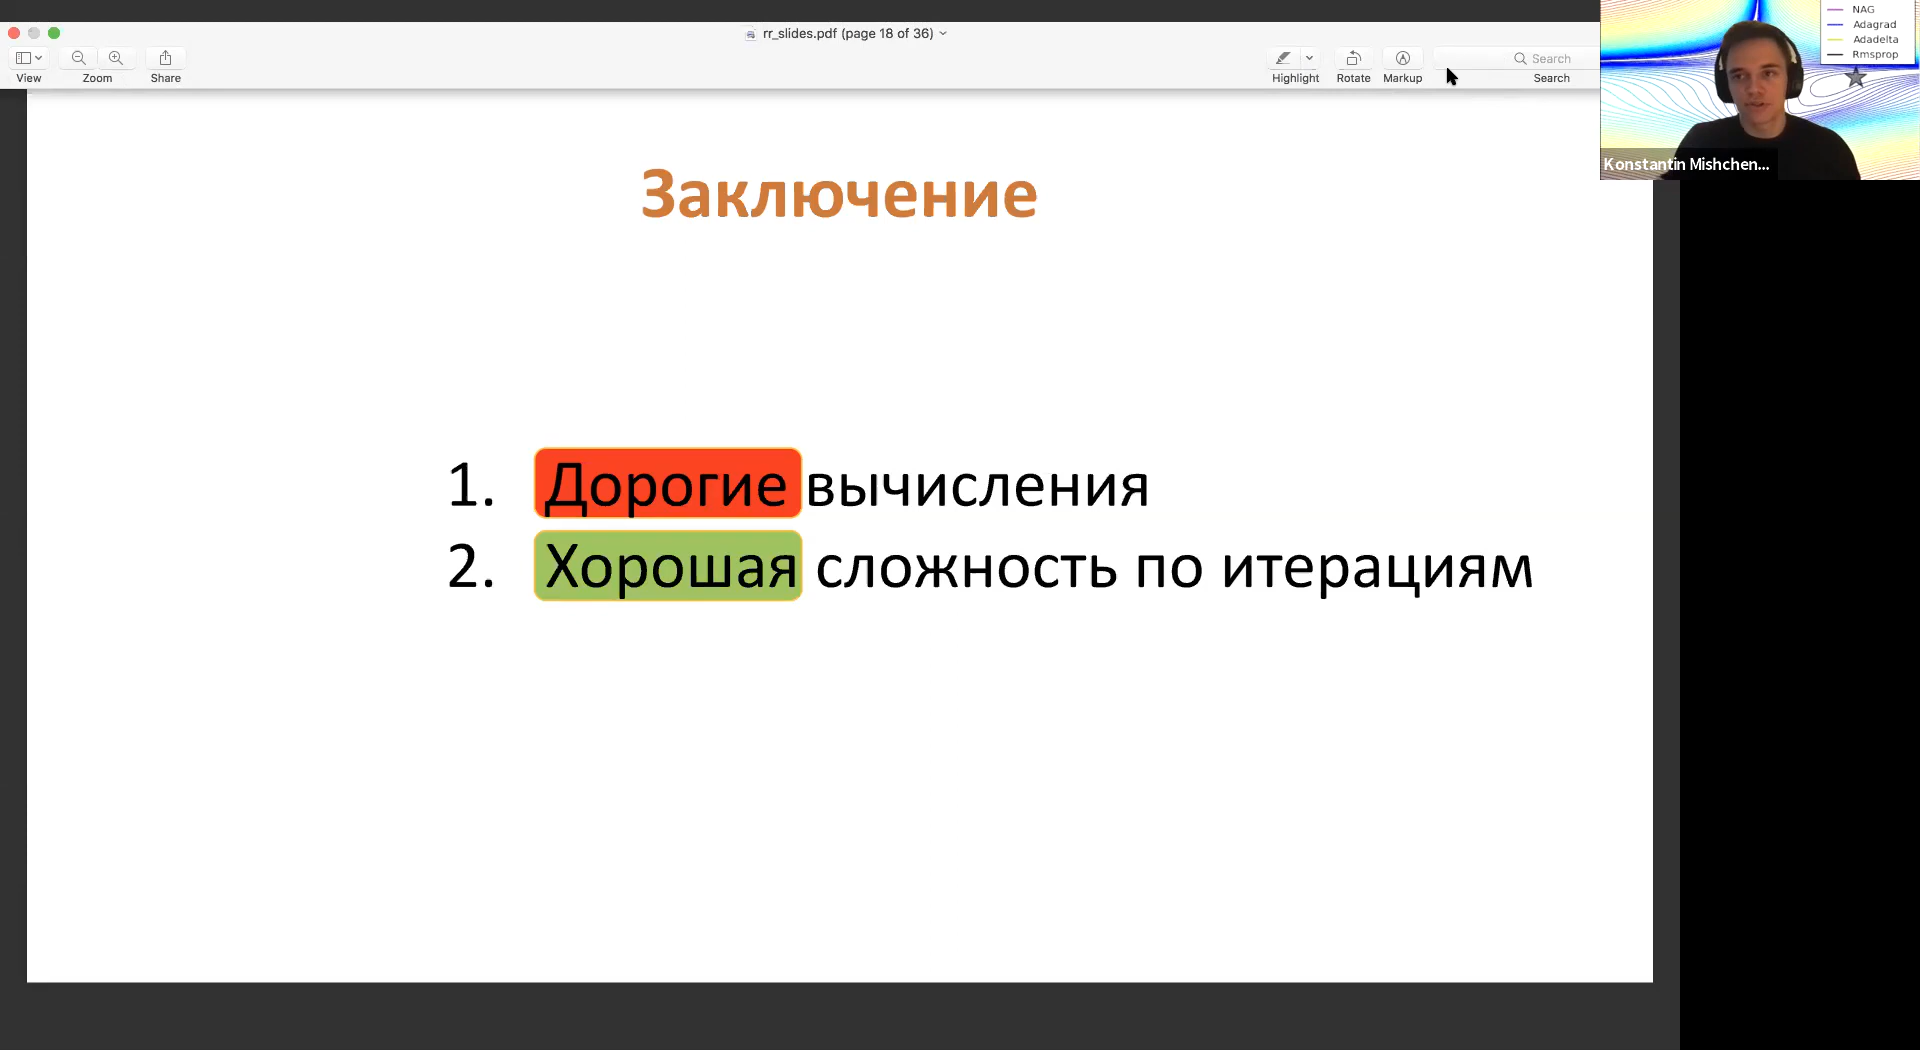 rr_slides.pdf (page 18 of 36)
View
Zoom
Share
Highlight
Rotate
Markup
Search
Search
NAG
Adagrad
Adadelta
Rmsprop
Konstantin Mishchen...
Заключение
1. Дорогие вычисления
2. Хорошая сложность по итерациям